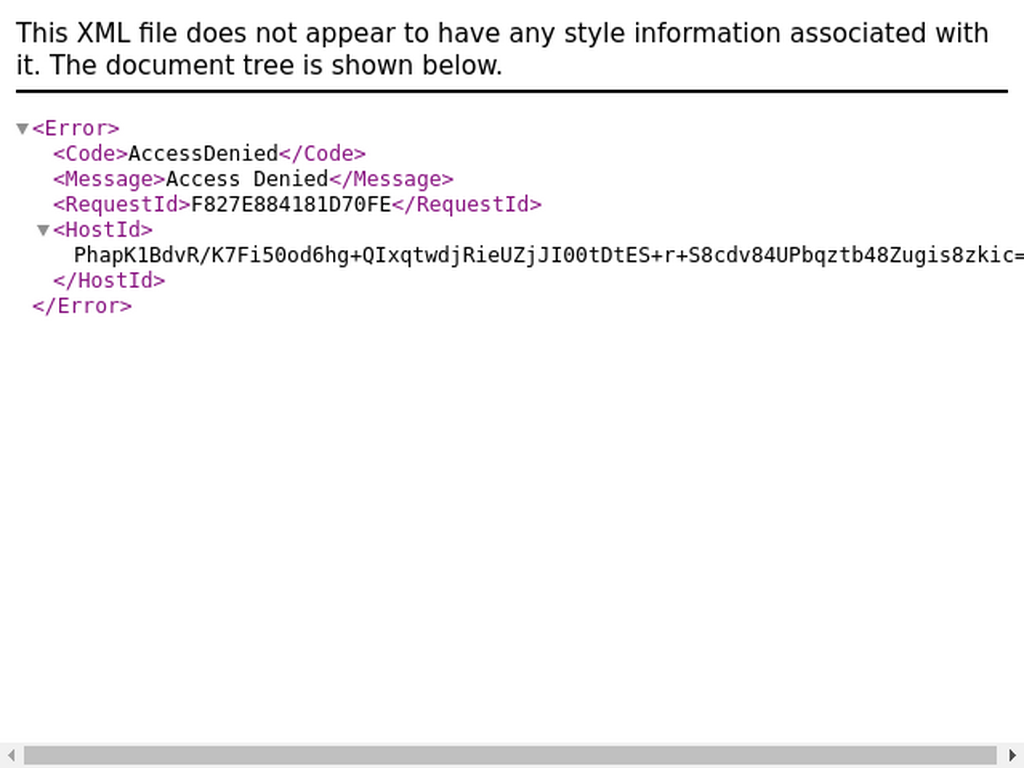 This XML file does not appear to have any style information associated with
it. The document tree is shown below.
<Error>
<Code>AccessDenied</Code>
<Message>Access Denied</Message>
<RequestId>F827E884181D70FE</RequestId>
<HostId>
PhapK1BdvR/K7Fi50od6hg+QIxqtwdjRieUZjJI00tDtES+r+S8cdv84UPbqztb48Zugis8zkic=
</HostId>
</Error>